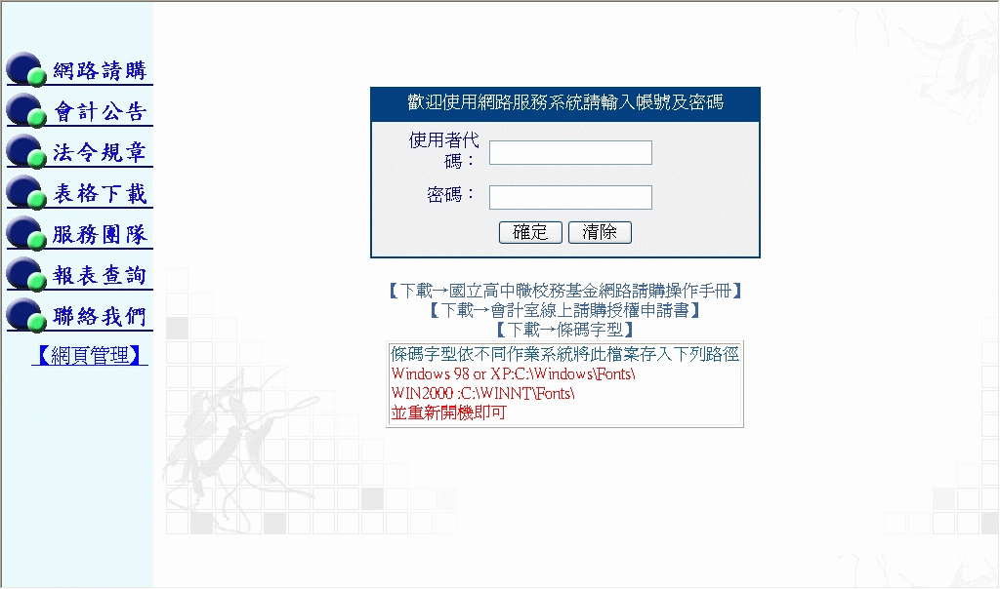 網路請購
會計公告
法令規章
表格下載
服務團隊
報表查詢
聯絡我們
【網頁管理】
歡迎使用網路服務系統請輸入帳號及密碼
使用者代
碼：
密碼：
確定 清除
【下載→國立高中職校務基金網路請購操作手冊】
【下載→會計室線上請購授權申請書】
【下載→條碼字型】
條碼字型依不同作業系統將此檔案存入下列路徑
Windows 98 or XP:C:\Windows\Fonts\
WIN2000 :C:\WINNT\Fonts\
並重新開機即可